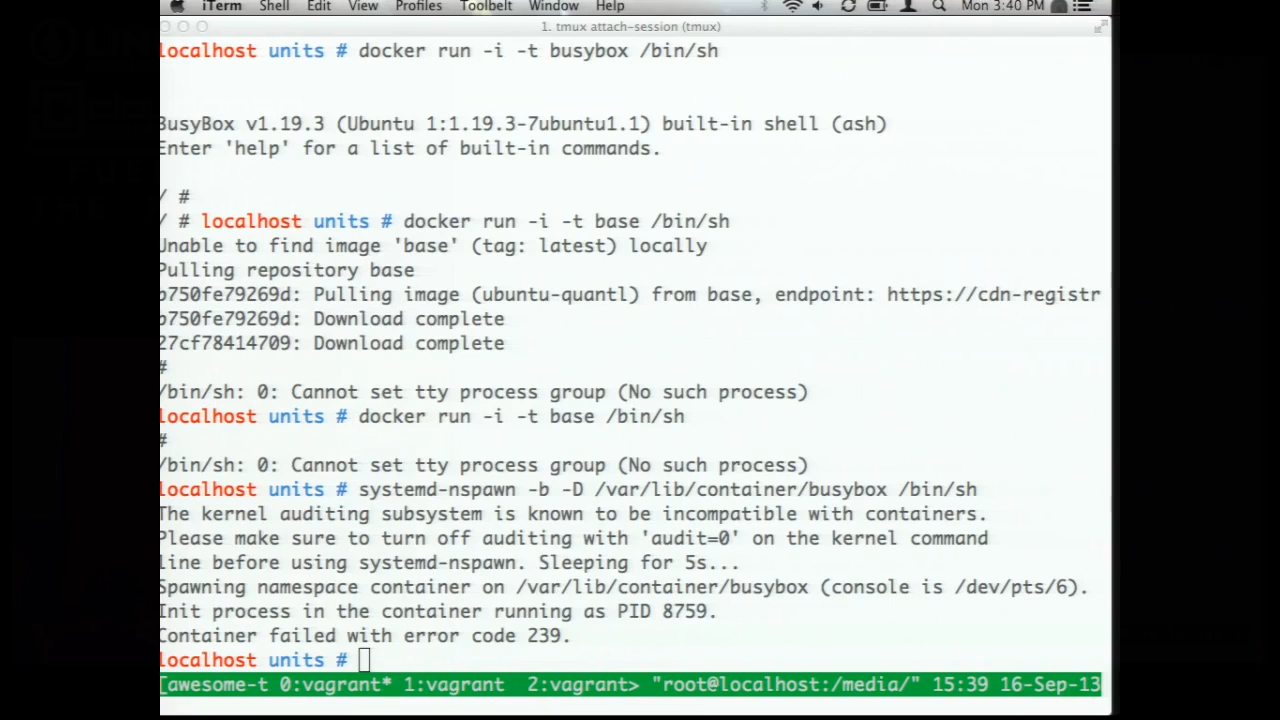 iTerm Shell Edit View Profiles Toolbelt Window Help Mon 3:40 PM
1. tmux attach-session (tmux)
localhost units # docker run -i -t busybox /bin/sh
BusyBox v1.19.3 (Ubuntu 1:1.19.3-7ubuntu1.1) built-in shell (ash)
Enter 'help' for a list of built-in commands.
/ #
/ # localhost units # docker run -i -t base /bin/sh
Unable to find image 'base' (tag: latest) locally
Pulling repository base
b750fe79269d: Pulling image (ubuntu-quantl) from base, endpoint: https://cdn-registr
b750fe79269d: Download complete
27cf78414709: Download complete
#
/bin/sh: 0: Cannot set tty process group (No such process)
localhost units # docker run -i -t base /bin/sh
#
/bin/sh: 0: Cannot set tty process group (No such process)
localhost units # systemd-nspawn -b -D /var/lib/container/busybox /bin/sh
The kernel auditing subsystem is known to be incompatible with containers.
Please make sure to turn off auditing with 'audit=0' on the kernel command
line before using systemd-nspawn. Sleeping for 5s...
Spawning namespace container on /var/lib/container/busybox (console is /dev/pts/6).
Init process in the container running as PID 8759.
Container failed with error code 239.
localhost units #
[awesome-t 0:vagrant* 1:vagrant 2:vagrant> "root@localhost:/media/" 15:39 16-Sep-13